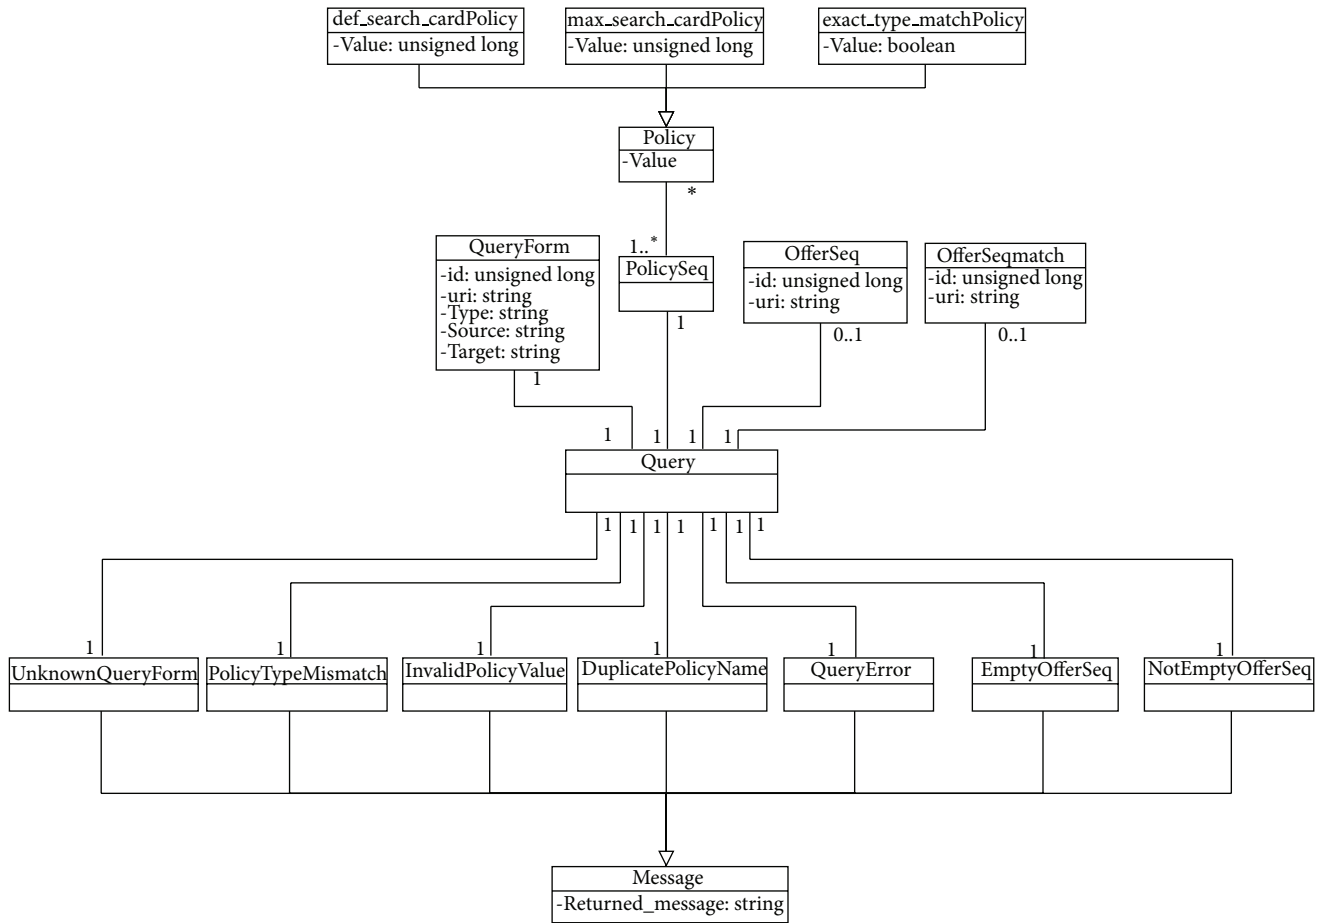 def_search_cardPolicy
-Value: unsigned long
max_search_cardPolicy
-Value: unsigned long
exact_type_matchPolicy
-Value: boolean
Policy
-Value
*
1..*
QueryForm
-id: unsigned long
-uri: string
-Type: string
-Source: string
-Target: string
1
PolicySeq
1
OfferSeq
-id: unsigned long
-uri: string
0..1
OfferSeqmatch
-id: unsigned long
-uri: string
0..1
1
1
1
1
Query
1
1
1
1
1
1
1
1
1
1
1
1
1
1
UnknownQueryForm
PolicyTypeMismatch
InvalidPolicyValue
DuplicatePolicyName
QueryError
EmptyOfferSeq
NotEmptyOfferSeq
Message
-Returned_message: string